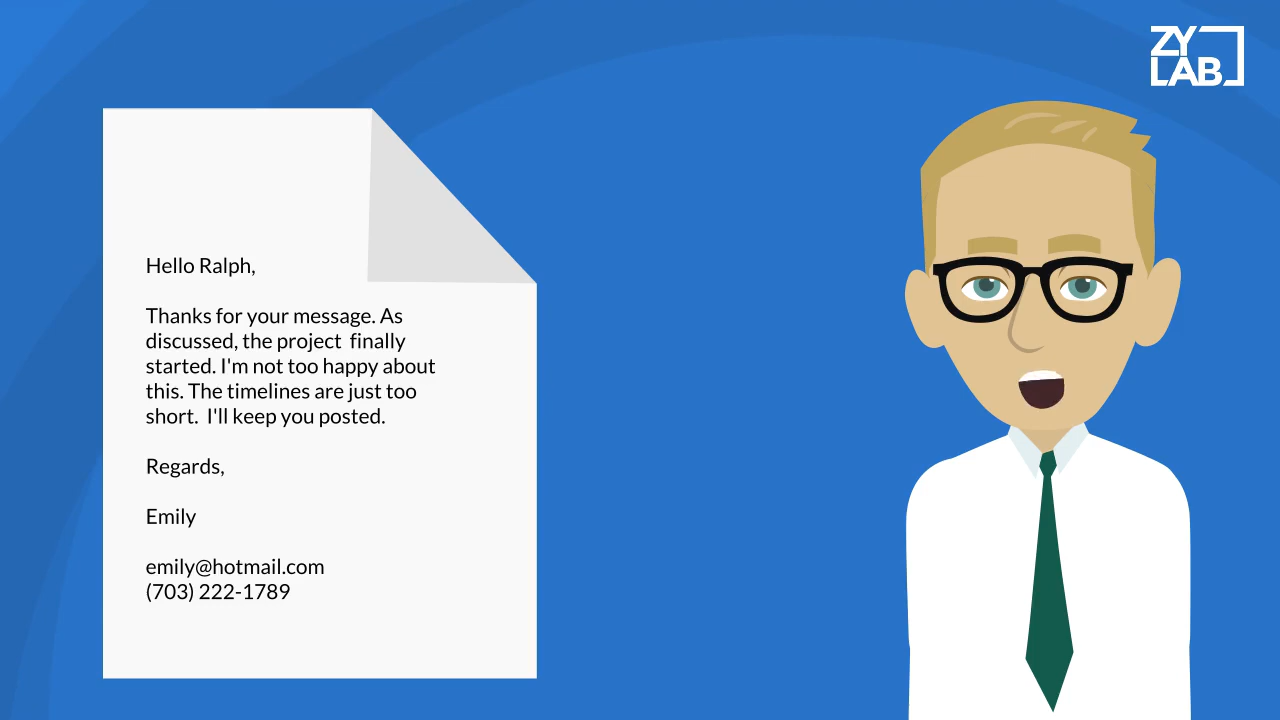 ZY
LAB
Hello Ralph,
Thanks for your message. As
discussed, the project  finally
started. I'm not too happy about
this. The timelines are just too
short.  I'll keep you posted.
Regards,
Emily
emily@hotmail.com
(703) 222-1789